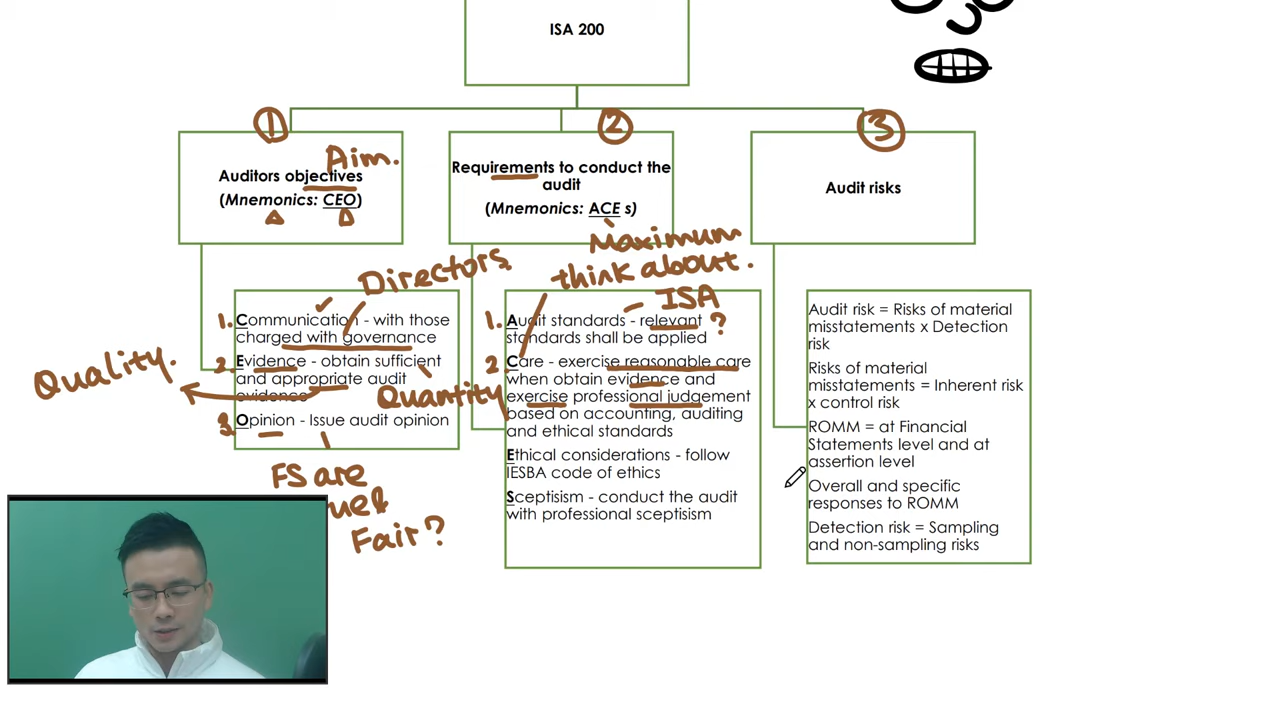 ISA 200
1
2
3
Aim.
Auditors objectives
(Mnemonics: CEO)
Requirements to conduct the
audit
(Mnemonics: ACE s)
Audit risks
Maximum
think about.
Directors
ISA
1. Communication - with those
charged with governance
2. Evidence - obtain sufficient
and appropriate audit
evidence
3. Opinion - Issue audit opinion
Quality.
Quantity
FS are
Fair?
1. Audit standards - relevant ?
standards shall be applied
2. Care - exercise reasonable care
when obtain evidence and
exercise professional judgement
based on accounting, auditing
and ethical standards
Ethical considerations - follow
IESBA code of ethics
Sceptisism - conduct the audit
with professional sceptisism
Audit risk = Risks of material
misstatements x Detection
risk
Risks of material
misstatements = Inherent risk
x control risk
ROMM = at Financial
Statements level and at
assertion level
Overall and specific
responses to ROMM
Detection risk = Sampling
and non-sampling risks